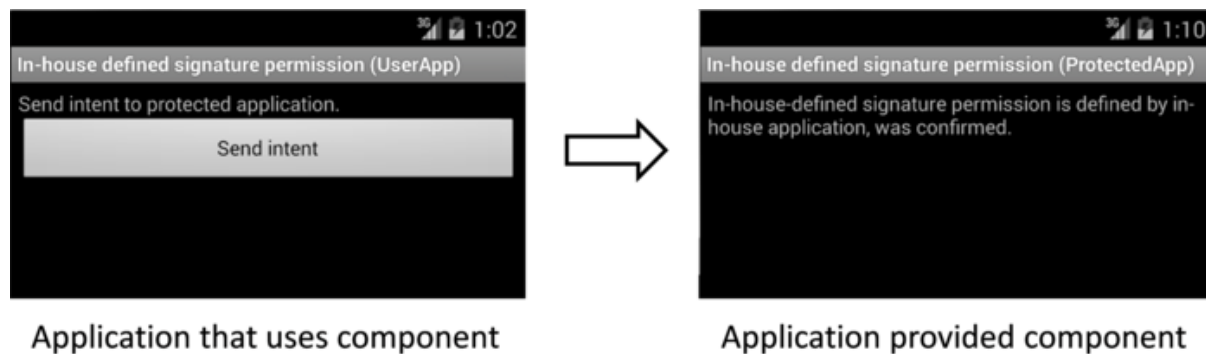 3G 1:02
In-house defined signature permission (UserApp)
Send intent to protected application.
Send intent
Application that uses component
3G 1:10
In-house defined signature permission (ProtectedApp)
In-house-defined signature permission is defined by in-
house application, was confirmed.
Application provided component